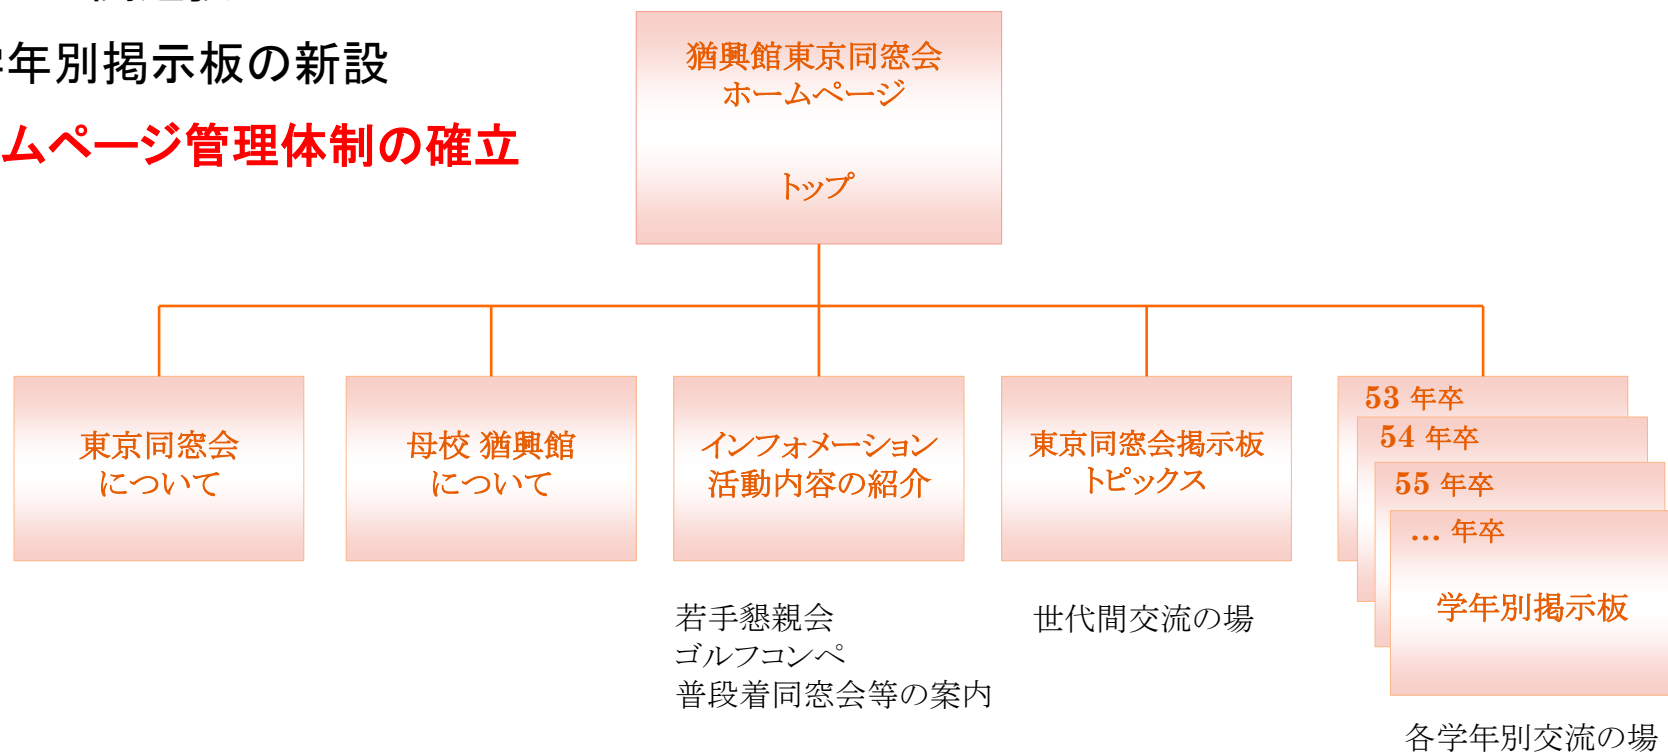 年別掲示板の新設
ムページ管理体制の確立
猶興館東京同窓会
ホームページ
トップ
東京同窓会
について
母校 猶興館
について
インフォメーション
活動内容の紹介
東京同窓会掲示板
トピックス
53 年卒
54 年卒
55 年卒
... 年卒
学年別掲示板
若手懇親会
ゴルフコンペ
普段着同窓会等の案内
世代間交流の場
各学年別交流の場